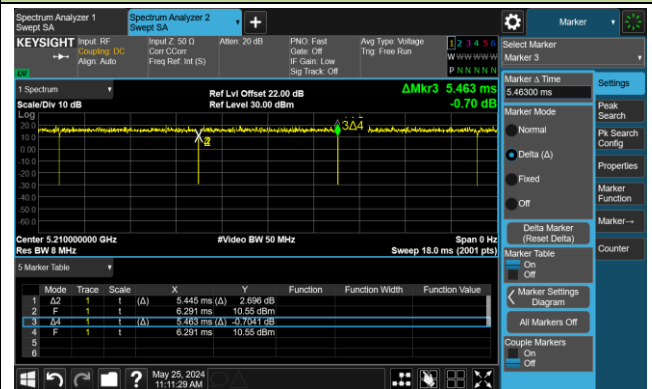 Spectrum Analyzer 1
Swept SA
Spectrum Analyzer 2
Swept SA
+
Marker
KEYSIGHT
Input: RF
Coupling: DC
Align: Auto
Input Z: 50 Ω
Corr CCorr
Freq Ref: Int (S)
Atten: 20 dB
PNO: Fast
Gate: Off
IF Gain: Low
Sig Track: Off
Avg Type: Voltage
Trig: Free Run
1 2 3 4 5 6
W W W W W W
P N N N N N
Select Marker
Marker 3
Marker Δ Time
5.46300 ms
Marker Mode
Normal
Delta (Δ)
Fixed
Off
Delta Marker
(Reset Delta)
Marker Table
On
Off
Marker Settings
Diagram
All Markers Off
Couple Markers
On
Off
Settings
Peak
Search
Pk Search
Config
Properties
Marker
Function
Marker→
Counter
1 Spectrum
Scale/Div 10 dB
Log
Ref Lvl Offset 22.00 dB
Ref Level 30.00 dBm
ΔMkr3 5.463 ms
-0.70 dB
20.0
10.0
0.00
-10.0
-20.0
-30.0
-40.0
-50.0
-60.0
3Δ4
Center 5.210000000 GHz
Res BW 8 MHz
#Video BW 50 MHz
Span 0 Hz
Sweep 18.0 ms (2001 pts)
5 Marker Table
Mode Trace Scale X Y Function Function Width Function Value
1 Δ2 1 t (Δ) 5.445 ms (Δ) 2.696 dB
2 F 1 t 6.291 ms 10.55 dBm
3 Δ4 1 t (Δ) 5.463 ms (Δ) -0.7041 dB
4 F 1 t 6.291 ms 10.55 dBm
5
6
?
May 25, 2024
11:11:29 AM